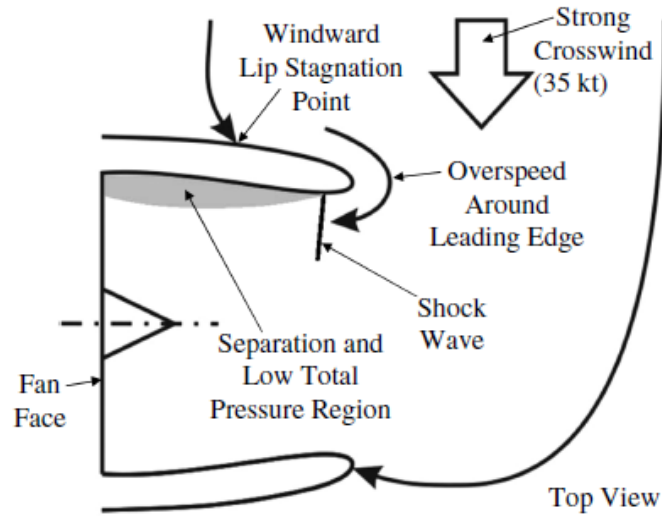 Windward
Lip Stagnation
Point
Strong
Crosswind
(35 kt)
Overspeed
Around
Leading Edge
Shock
Wave
Separation and
Low Total
Pressure Region
Fan
Face
Top View